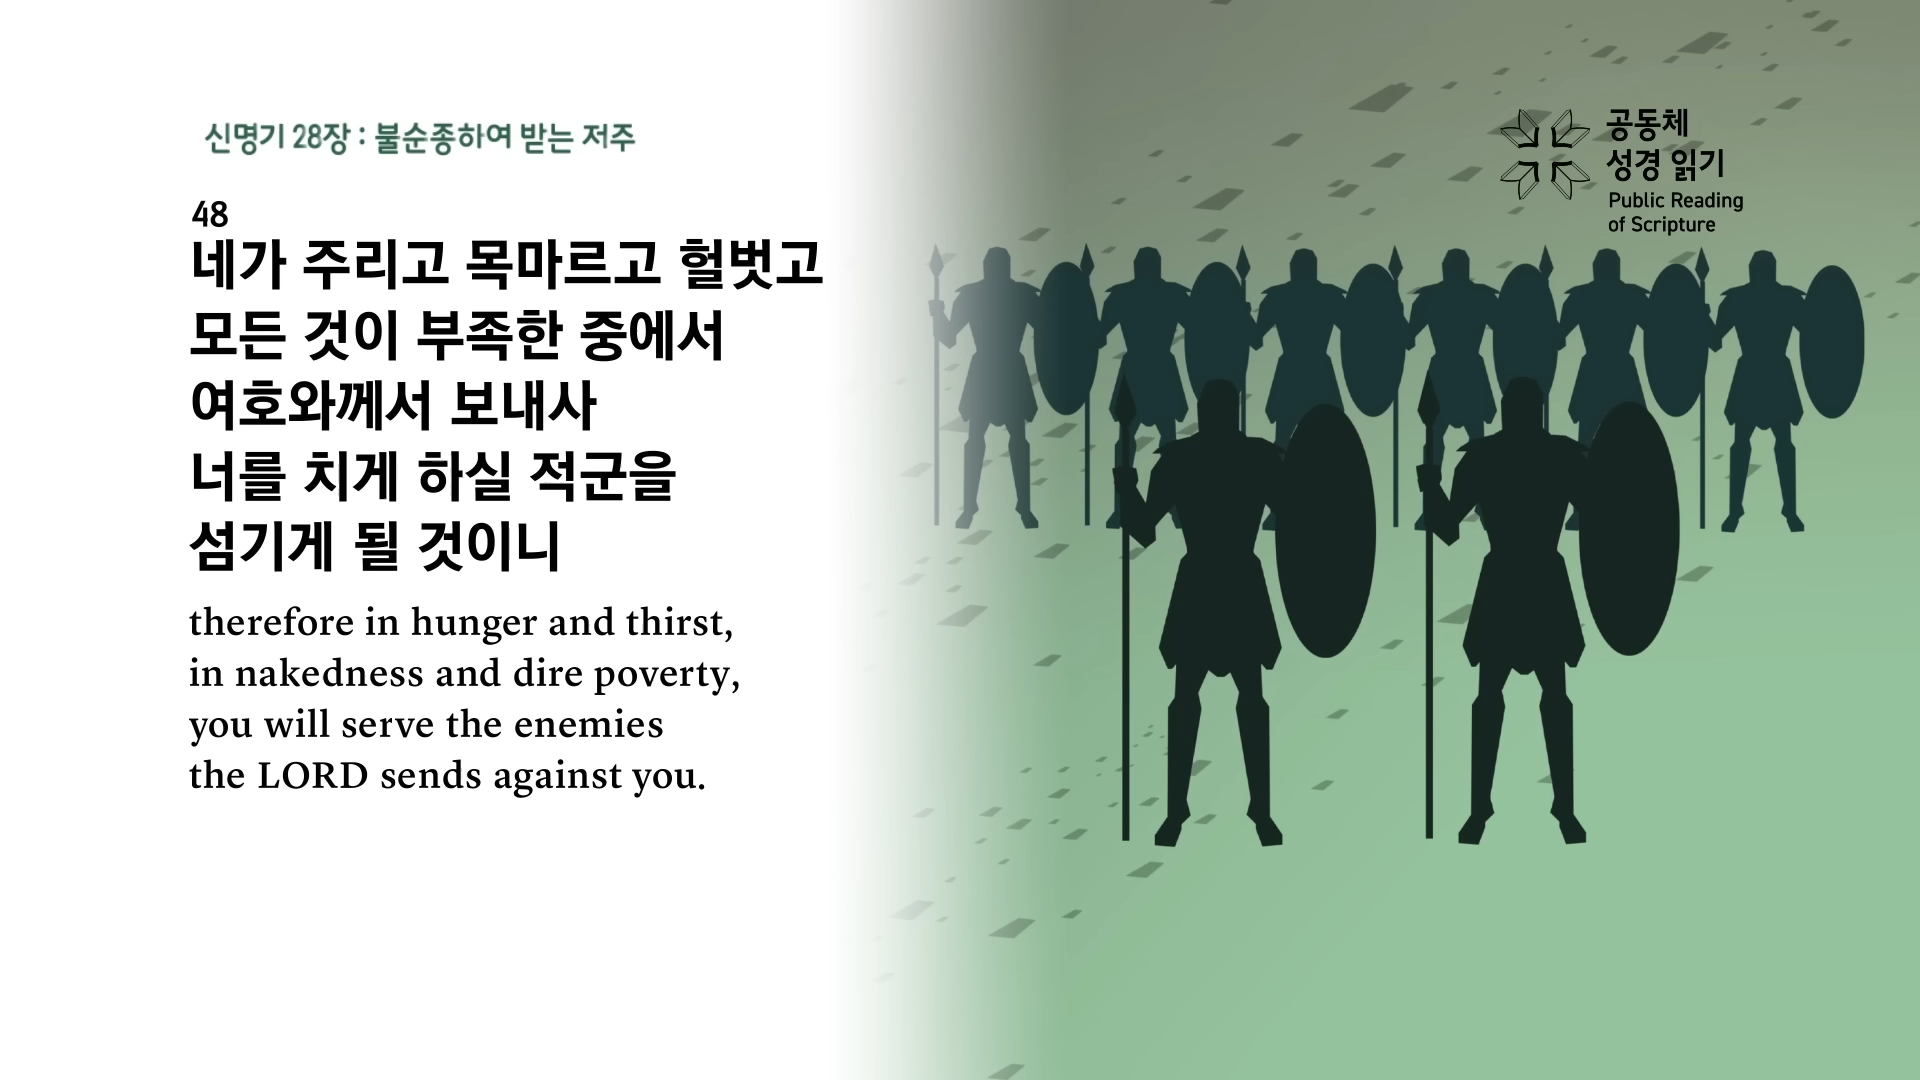 신명기 28장 : 불순종하여 받는 저주
48
네가 주리고 목마르고 헐벗고
모든 것이 부족한 중에서
여호와께서 보내사
너를 치게 하실 적군을
섬기게 될 것이니
therefore in hunger and thirst,
in nakedness and dire poverty,
you will serve the enemies
the LORD sends against you.
공동체
성경 읽기
Public Reading
of Scripture